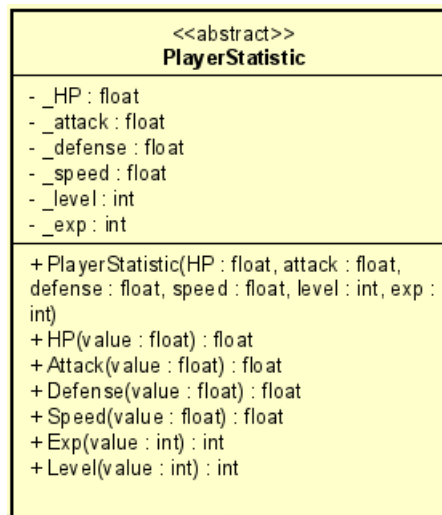 <<abstract>>
PlayerStatistic
- _HP : float
- _attack : float
- _defense : float
- _speed : float
- _level : int
- _exp : int
+ PlayerStatistic(HP : float, attack : float,
defense : float, speed : float, level : int, exp :
int)
+ HP(value : float) : float
+ Attack(value : float) : float
+ Defense(value : float) : float
+ Speed(value : float) : float
+ Exp(value : int) : int
+ Level(value : int) : int